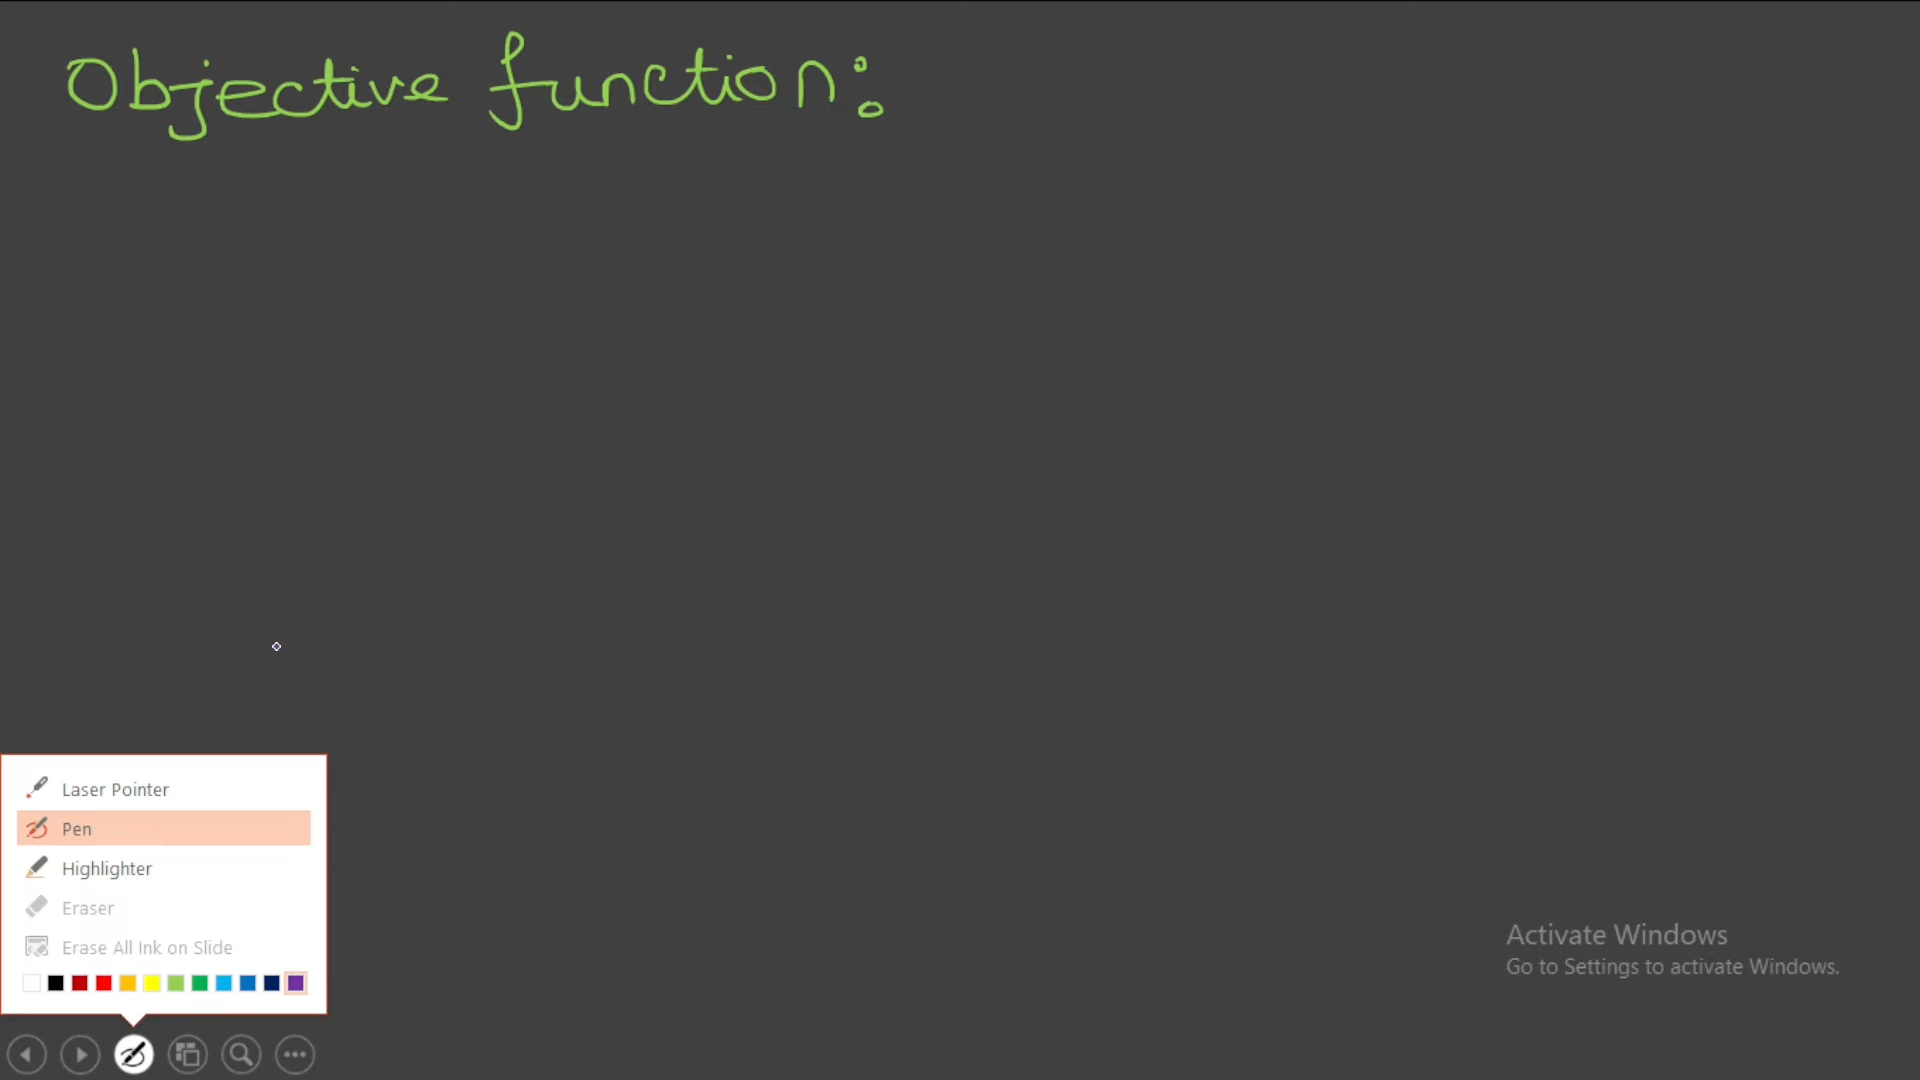 Objective function:
Laser Pointer
Pen
Highlighter
Eraser
Erase All Ink on Slide
Activate Windows
Go to Settings to activate Windows.